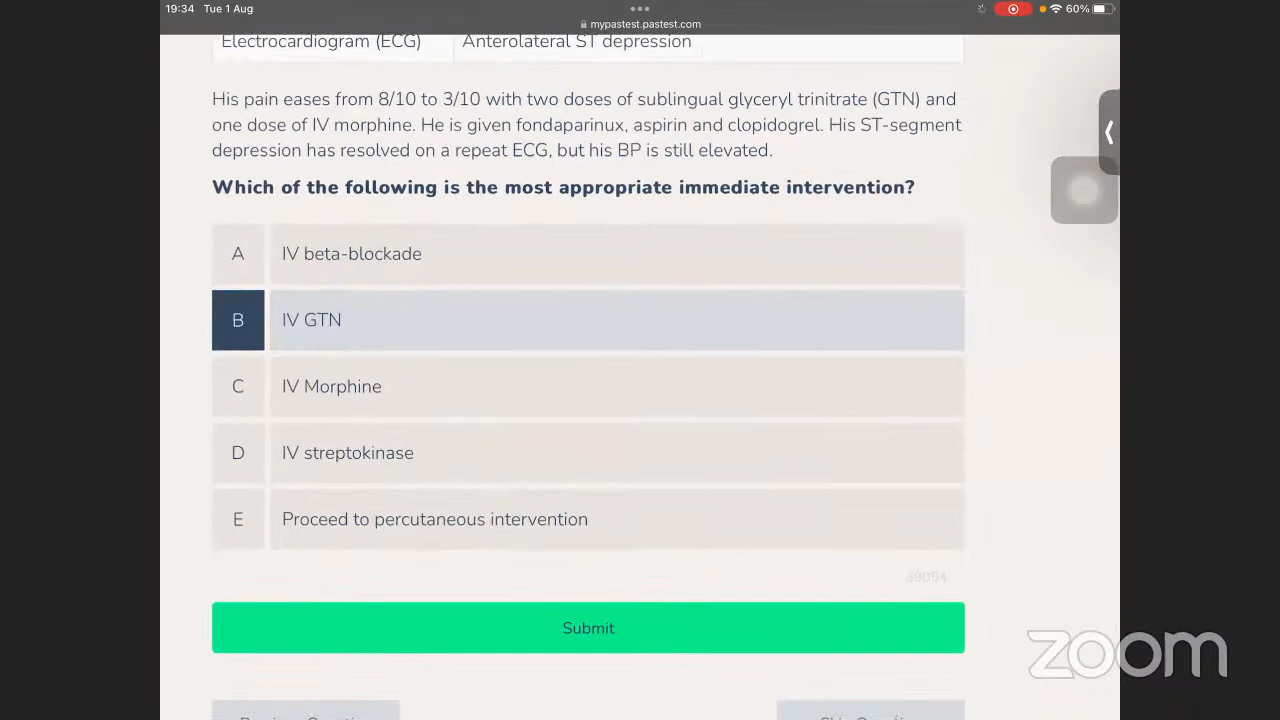 19:34 Tue 1 Aug
60%
mypastest.pastest.com
Electrocardiogram (ECG) Anterolateral ST depression
His pain eases from 8/10 to 3/10 with two doses of sublingual glyceryl trinitrate (GTN) and
one dose of IV morphine. He is given fondaparinux, aspirin and clopidogrel. His ST-segment
depression has resolved on a repeat ECG, but his BP is still elevated.
Which of the following is the most appropriate immediate intervention?
A IV beta-blockade
B IV GTN
C IV Morphine
D IV streptokinase
E Proceed to percutaneous intervention
39054
Submit
zoom